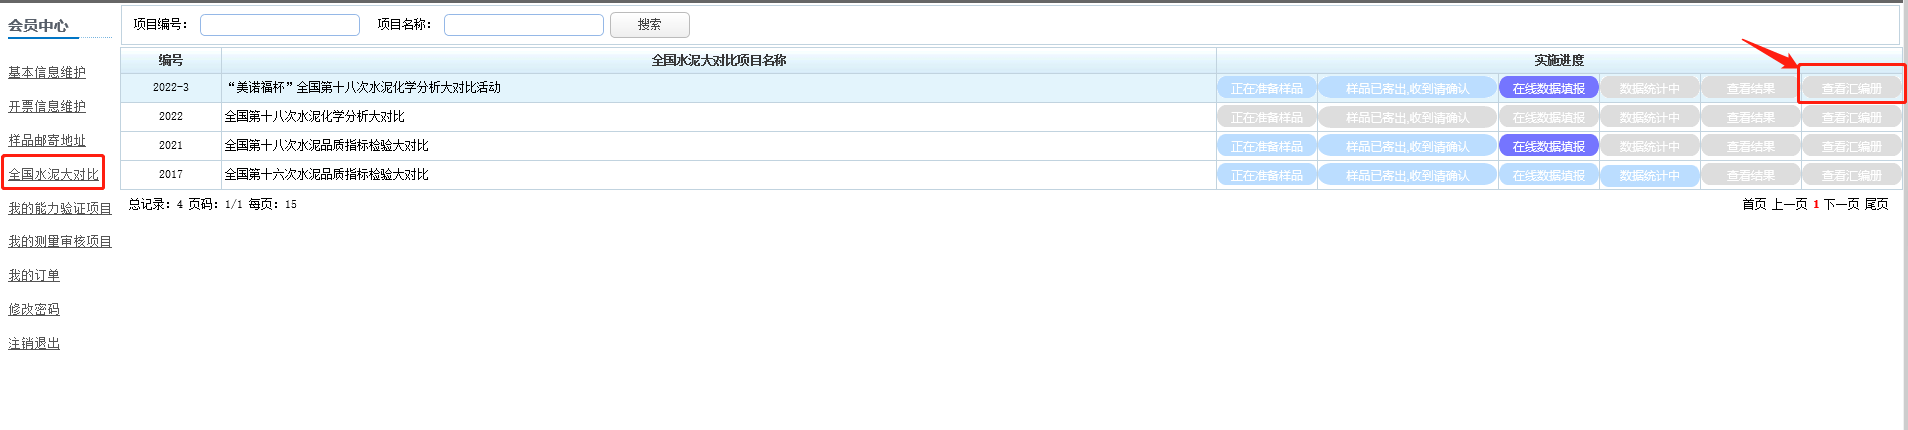 会员中心
基本信息维护
开票信息维护
样品邮寄地址
全国水泥大对比
我的能力验证项目
我的测量审核项目
我的订单
修改密码
注销退出
项目编号： 项目名称： 搜索
编号 全国水泥大对比项目名称 实施进度
2022-3 “美诺福杯”全国第十八次水泥化学分析大对比活动 正在准备样品 样品已寄出,收到请确认 在线数据填报 数据统计中 查看结果 查看汇编册
2022 全国第十八次水泥化学分析大对比 正在准备样品 样品已寄出,收到请确认 在线数据填报 数据统计中 查看结果 查看汇编册
2021 全国第十八次水泥品质指标检验大对比 正在准备样品 样品已寄出,收到请确认 在线数据填报 数据统计中 查看结果 查看汇编册
2017 全国第十六次水泥品质指标检验大对比 正在准备样品 样品已寄出,收到请确认 在线数据填报 数据统计中 查看结果 查看汇编册
总记录：4 页码：1/1 每页：15 首页 上一页 1 下一页 尾页